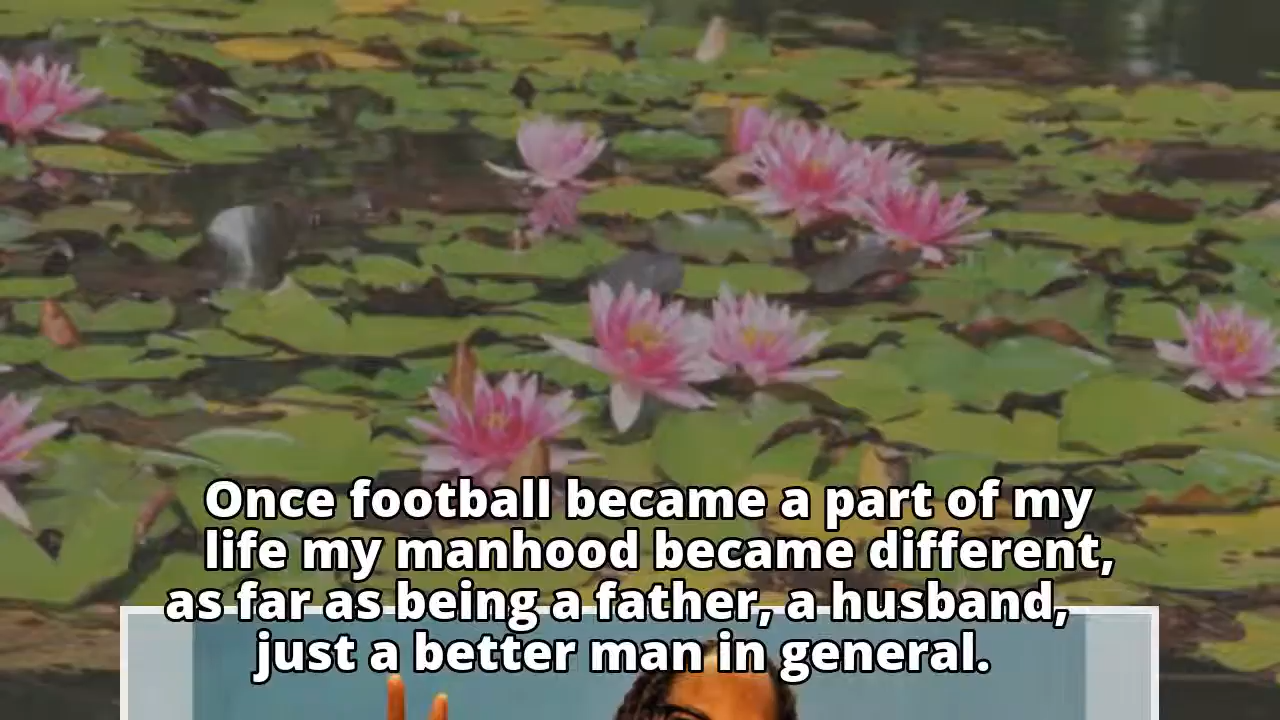 Once football became a part of my
life my manhood became different,
as far as being a father, a husband,
just a better man in general.